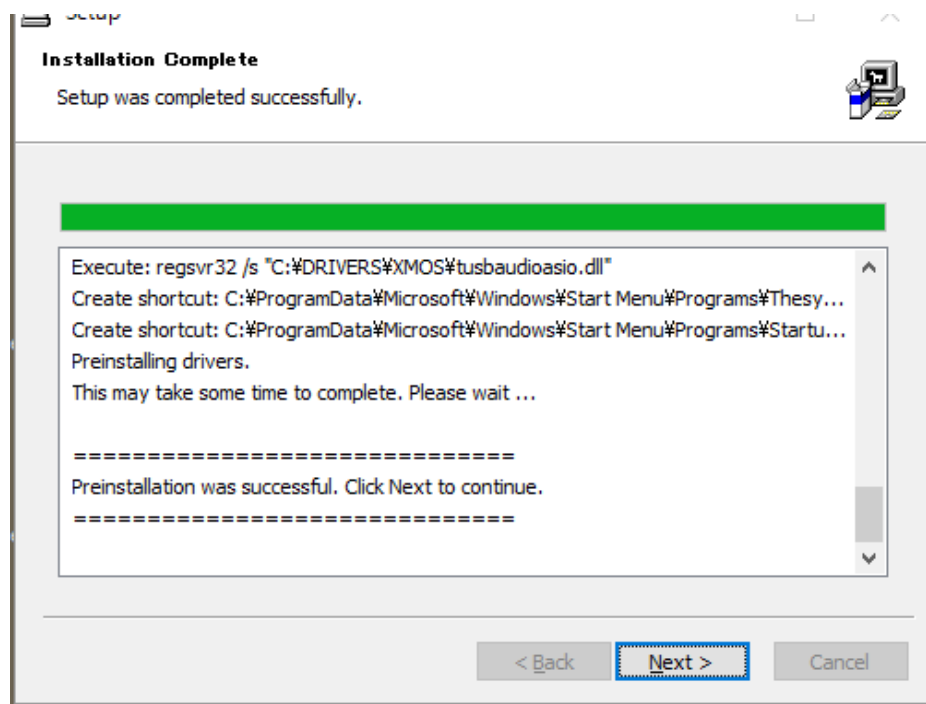 Setup
Installation Complete
Setup was completed successfully.
Execute: regsvr32 /s "C:¥DRIVERS¥XMOS¥tusbaudioasio.dll"
Create shortcut: C:¥ProgramData¥Microsoft¥Windows¥Start Menu¥Programs¥Thesy...
Create shortcut: C:¥ProgramData¥Microsoft¥Windows¥Start Menu¥Programs¥Startu...
Preinstalling drivers.
This may take some time to complete. Please wait ...
==============================
Preinstallation was successful. Click Next to continue.
==============================
< Back
Next >
Cancel